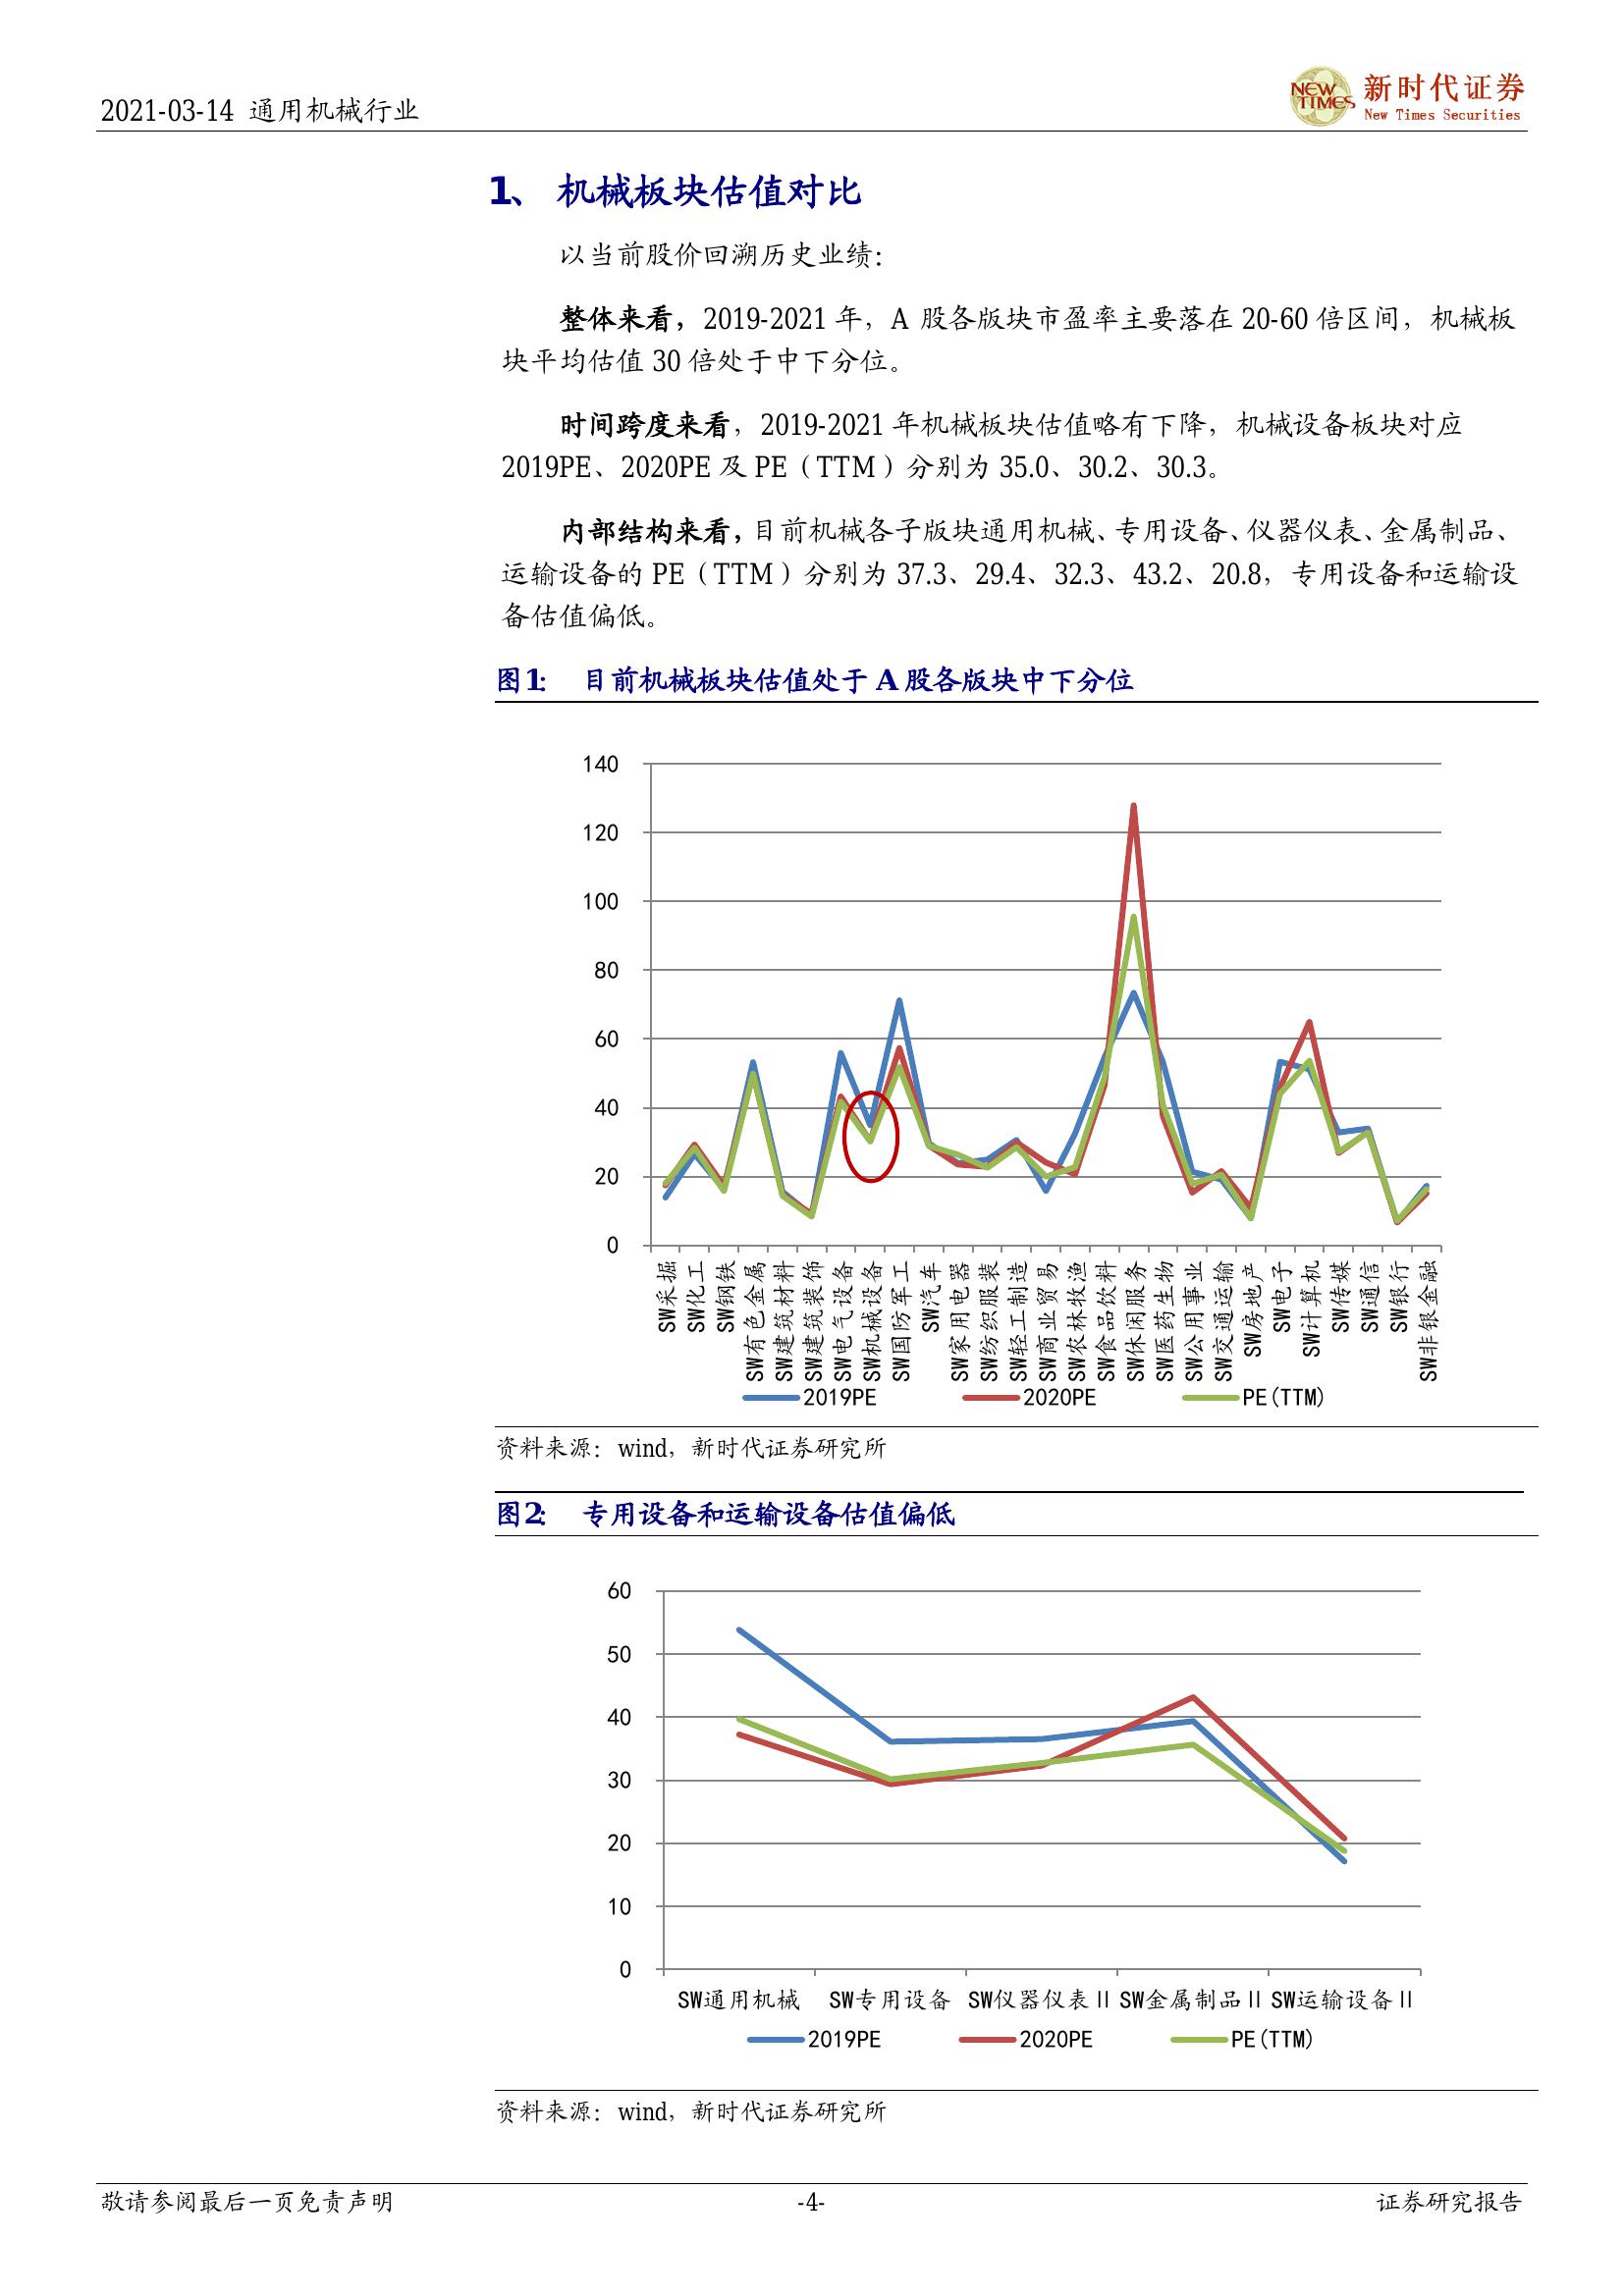 2021-03-14 通用机械行业
NEW TIMES
新时代证券
New Times Securities
1、 机械板块估值对比
以当前股价回溯历史业绩：
整体来看，2019-2021 年，A 股各版块市盈率主要落在 20-60 倍区间，机械板
块平均估值 30 倍处于中下分位。
时间跨度来看，2019-2021 年机械板块估值略有下降，机械设备板块对应
2019PE、2020PE 及 PE（TTM）分别为 35.0、30.2、30.3。
内部结构来看，目前机械各子版块通用机械、专用设备、仪器仪表、金属制品、
运输设备的 PE（TTM）分别为 37.3、29.4、32.3、43.2、20.8，专用设备和运输设
备估值偏低。
图1： 目前机械板块估值处于 A 股各版块中下分位
140
120
100
80
60
40
20
0
SW采掘
SW化工
SW钢铁
SW有色金属
SW建筑材料
SW建筑装饰
SW电气设备
SW机械设备
SW国防军工
SW汽车
SW家用电器
SW纺织服装
SW轻工制造
SW商业贸易
SW农林牧渔
SW食品饮料
SW休闲服务
SW医药生物
SW公用事业
SW交通运输
SW房地产
SW电子
SW计算机
SW传媒
SW通信
SW银行
SW非银金融
2019PE 2020PE PE(TTM)
资料来源：wind，新时代证券研究所
图2： 专用设备和运输设备估值偏低
60
50
40
30
20
10
0
SW通用机械 SW专用设备 SW仪器仪表Ⅱ SW金属制品Ⅱ SW运输设备Ⅱ
2019PE 2020PE PE(TTM)
资料来源：wind，新时代证券研究所
敬请参阅最后一页免责声明 -4- 证券研究报告